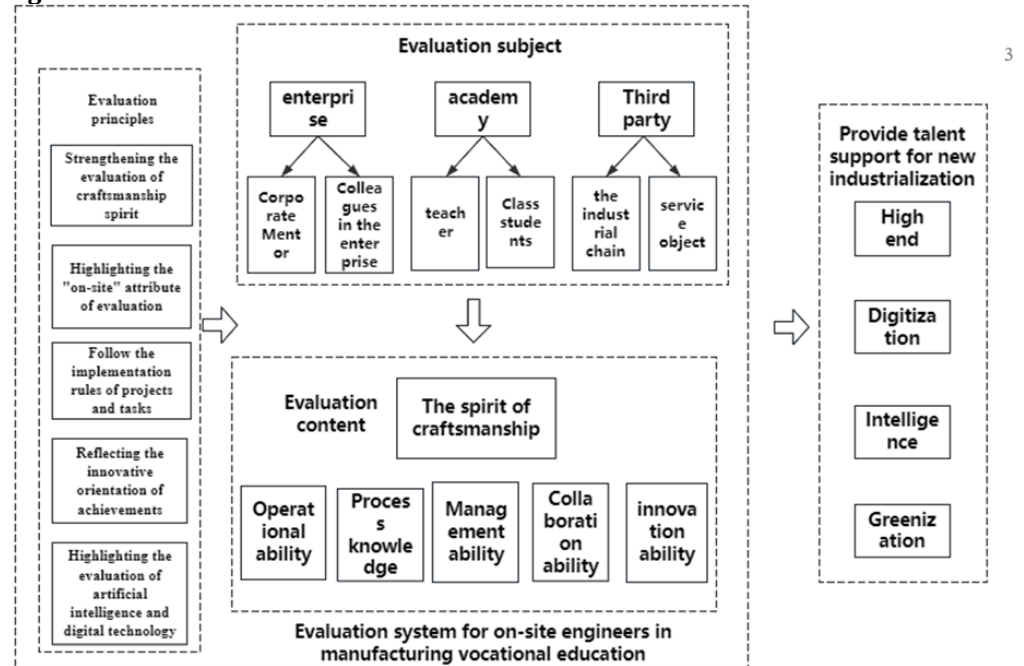 3
Evaluation
principles
Strengthening the
evaluation of
craftsmanship
spirit
Highlighting the
"on-site" attribute
of evaluation
Follow the
implementation
rules of projects
and tasks
Reflecting the
innovative
orientation of
achievements
Highlighting the
evaluation of
artificial
intelligence and
digital technology
Evaluation subject
enterpri
se
academ
y
Third
party
Corpo
rate
Ment
or
Collea
gues
in the
enter
prise
teach
er
Class
stude
nts
the
indust
rial
chain
servic
e
object
Evaluation
content
The spirit of
craftsmanship
Operat
ional
ability
Proces
s
knowle
dge
Manag
ement
ability
Colla
borati
on
ability
innova
tion
ability
Evaluation system for on-site engineers in
manufacturing vocational education
Provide talent
support for new
industrialization
High
end
Digitiza
tion
Intellige
nce
Greeniz
ation